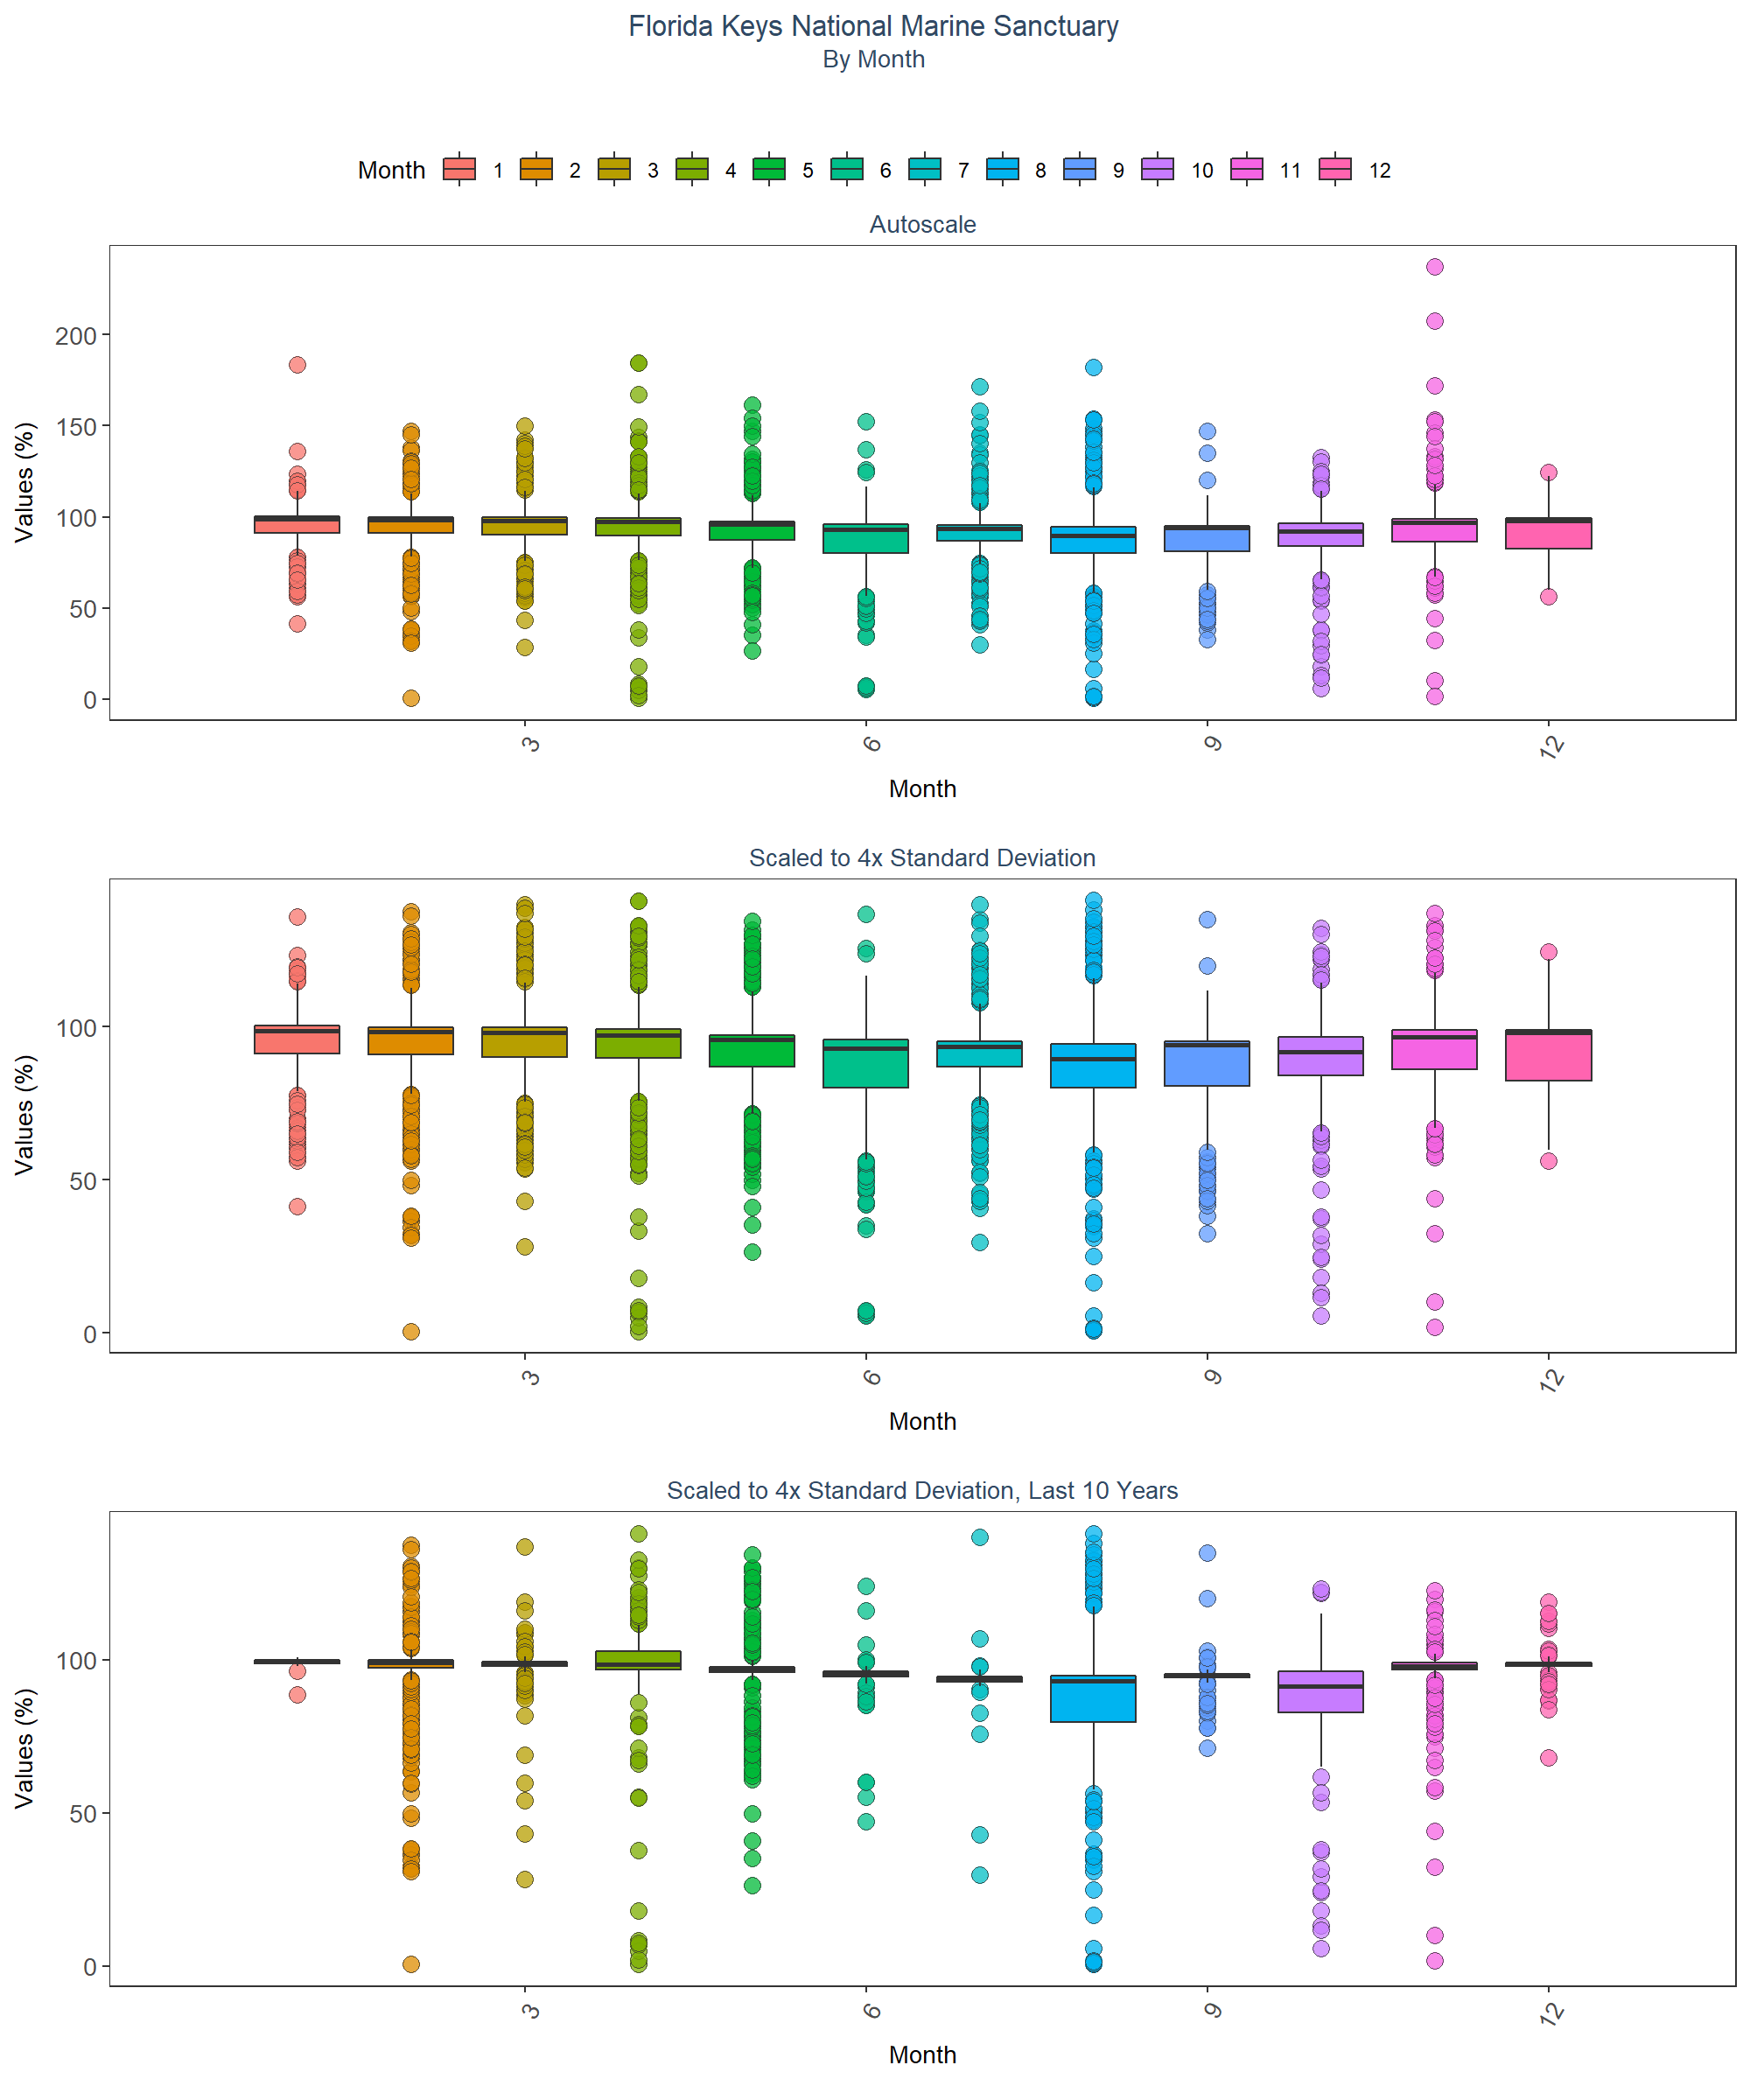 Florida Keys National Marine Sanctuary
By Month
Month 1 2 3 4 5 6 7 8 9 10 11 12
Autoscale
Values (%)
200
150
100
50
0
3 6 9 12
Month
Scaled to 4x Standard Deviation
Values (%)
100
50
0
3 6 9 12
Month
Scaled to 4x Standard Deviation, Last 10 Years
Values (%)
100
50
0
3 6 9 12
Month